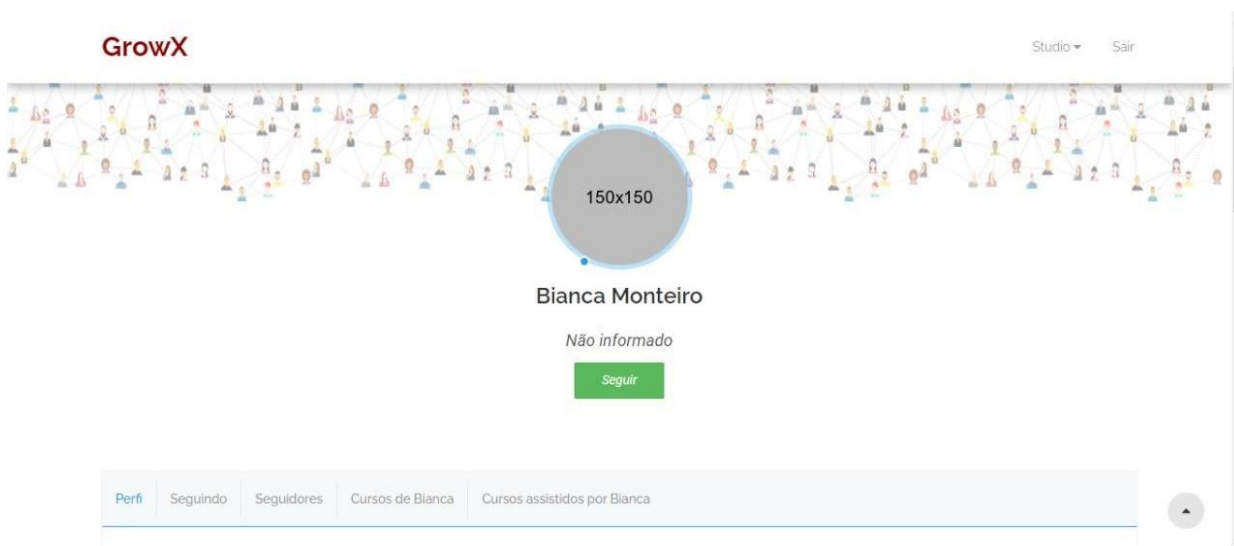 GrowX
Studio Sair
150x150
Bianca Monteiro
Não informado
Seguir
Perfi Seguindo Seguidores Cursos de Bianca Cursos assistidos por Bianca